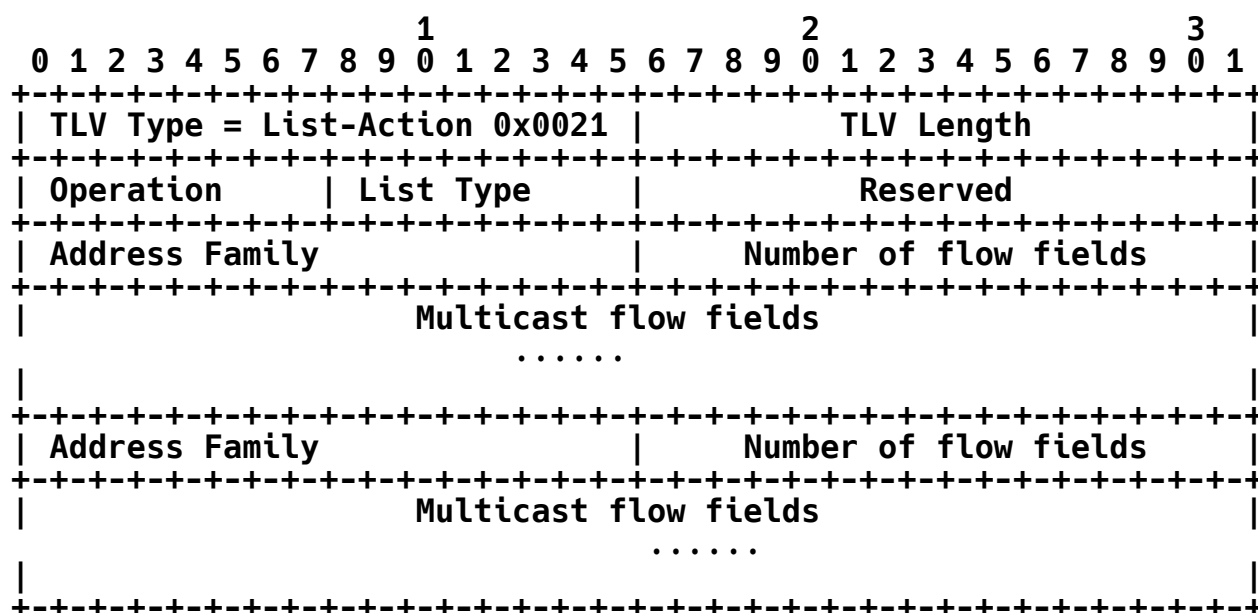 1                   2                   3
 0 1 2 3 4 5 6 7 8 9 0 1 2 3 4 5 6 7 8 9 0 1 2 3 4 5 6 7 8 9 0 1
+-+-+-+-+-+-+-+-+-+-+-+-+-+-+-+-+-+-+-+-+-+-+-+-+-+-+-+-+-+-+-+-+
| TLV Type = List-Action 0x0021 |          TLV Length           |
+-+-+-+-+-+-+-+-+-+-+-+-+-+-+-+-+-+-+-+-+-+-+-+-+-+-+-+-+-+-+-+-+
| Operation     | List Type     |           Reserved            |
+-+-+-+-+-+-+-+-+-+-+-+-+-+-+-+-+-+-+-+-+-+-+-+-+-+-+-+-+-+-+-+-+
| Address Family                |     Number of flow fields     |
+-+-+-+-+-+-+-+-+-+-+-+-+-+-+-+-+-+-+-+-+-+-+-+-+-+-+-+-+-+-+-+-+
|                    Multicast flow fields                      |
                          ......
|                                                               |
+-+-+-+-+-+-+-+-+-+-+-+-+-+-+-+-+-+-+-+-+-+-+-+-+-+-+-+-+-+-+-+-+
| Address Family                |     Number of flow fields     |
+-+-+-+-+-+-+-+-+-+-+-+-+-+-+-+-+-+-+-+-+-+-+-+-+-+-+-+-+-+-+-+-+
|                    Multicast flow fields                      |
                                 ......
|                                                               |
+-+-+-+-+-+-+-+-+-+-+-+-+-+-+-+-+-+-+-+-+-+-+-+-+-+-+-+-+-+-+-+-+